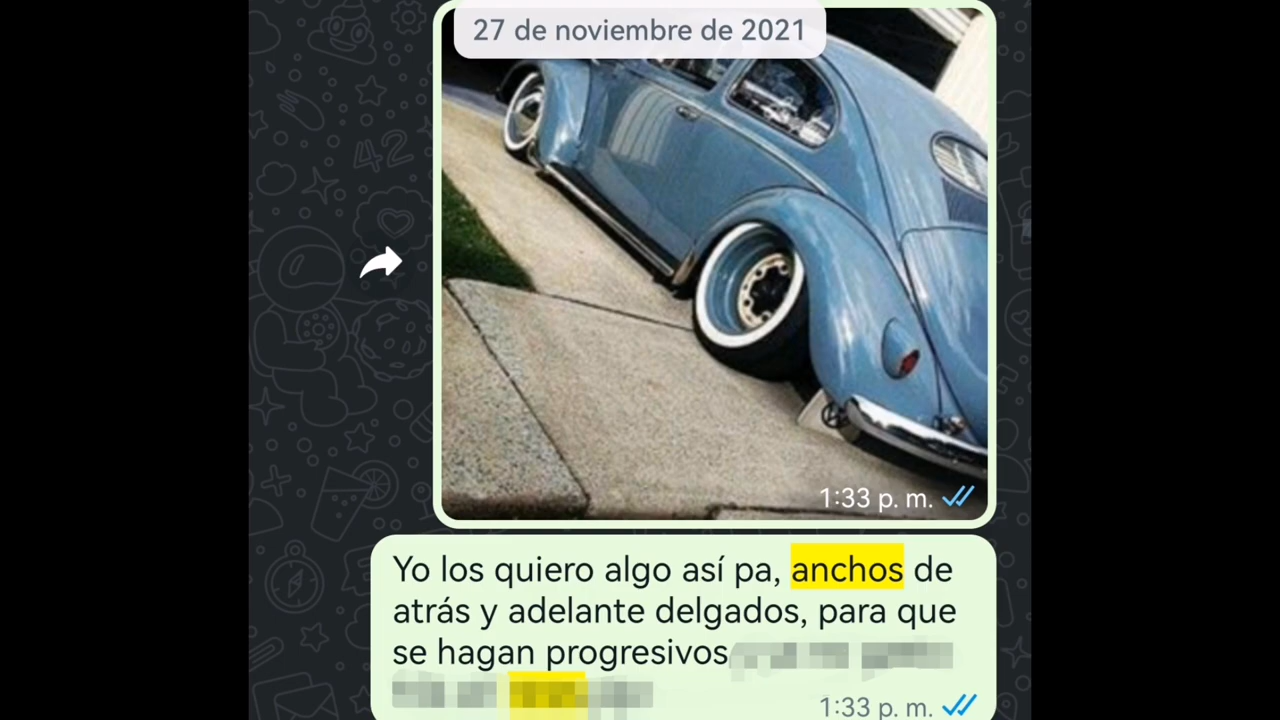 27 de noviembre de 2021
1:33 p. m.
Yo los quiero algo así pa, anchos de
atrás y adelante delgados, para que
se hagan progresivos
1:33 p. m.